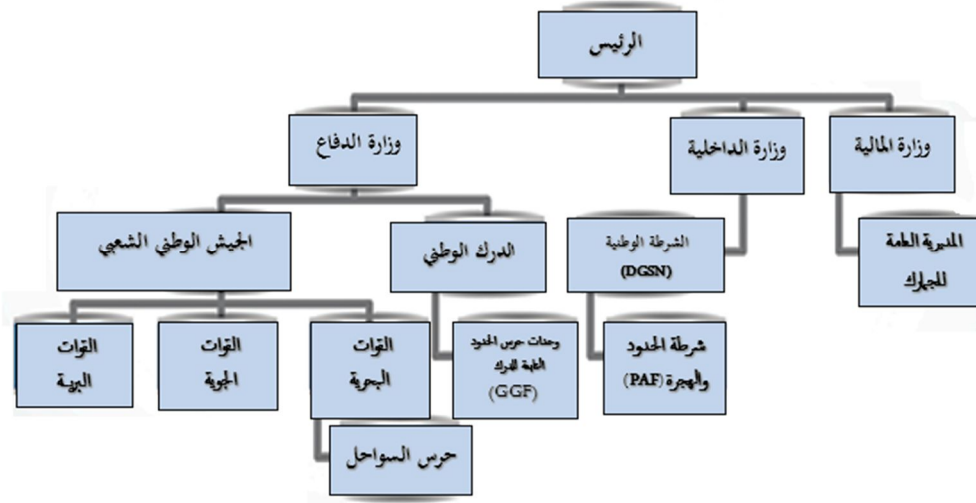 الرئيس
وزارة المالية
وزارة الداخلية
وزارة الدفاع
المديرية العامة
للجمارك
الشرطة الوطنية
(DGSN)
الدرك الوطني
الجيش الوطني الشعبي
شرطة الحدود
والهجرة (PAF)
وحدات حرس الحدود
التابعة للدرك
(GGF)
القوات
البحرية
القوات
الجوية
القوات
البرية
حرس السواحل